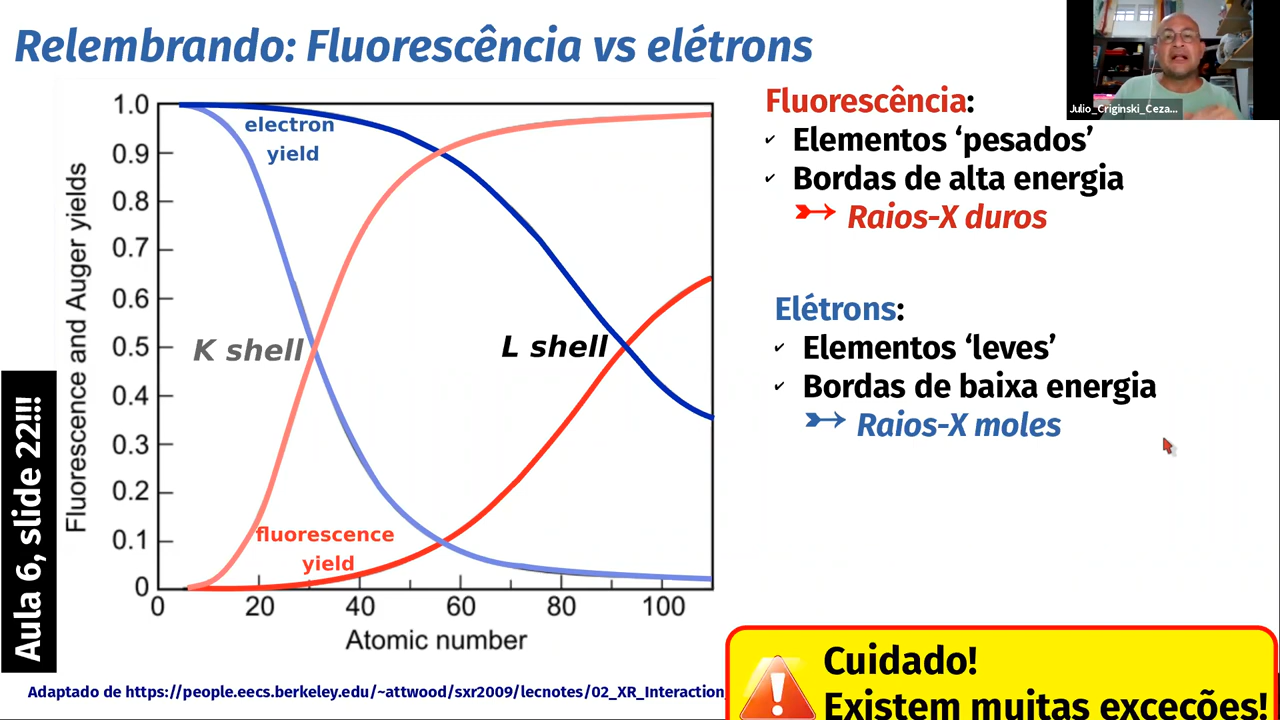 Relembrando: Fluorescência vs elétrons
Julio_Criginski_Ceza...
Fluorescence and Auger yields
1.0
0.9
0.8
0.7
0.6
0.5
0.4
0.3
0.2
0.1
0
electron
yield
K shell
L shell
fluorescence
yield
0 20 40 60 80 100
Atomic number
Fluorescência:
✓ Elementos ‘pesados’
✓ Bordas de alta energia
Raios-X duros
Elétrons:
✓ Elementos ‘leves’
✓ Bordas de baixa energia
Raios-X moles
Aula 6, slide 22!!!
Adaptado de https://people.eecs.berkeley.edu/~attwood/sxr2009/lecnotes/02_XR_Interaction
Cuidado!
Existem muitas exceções!